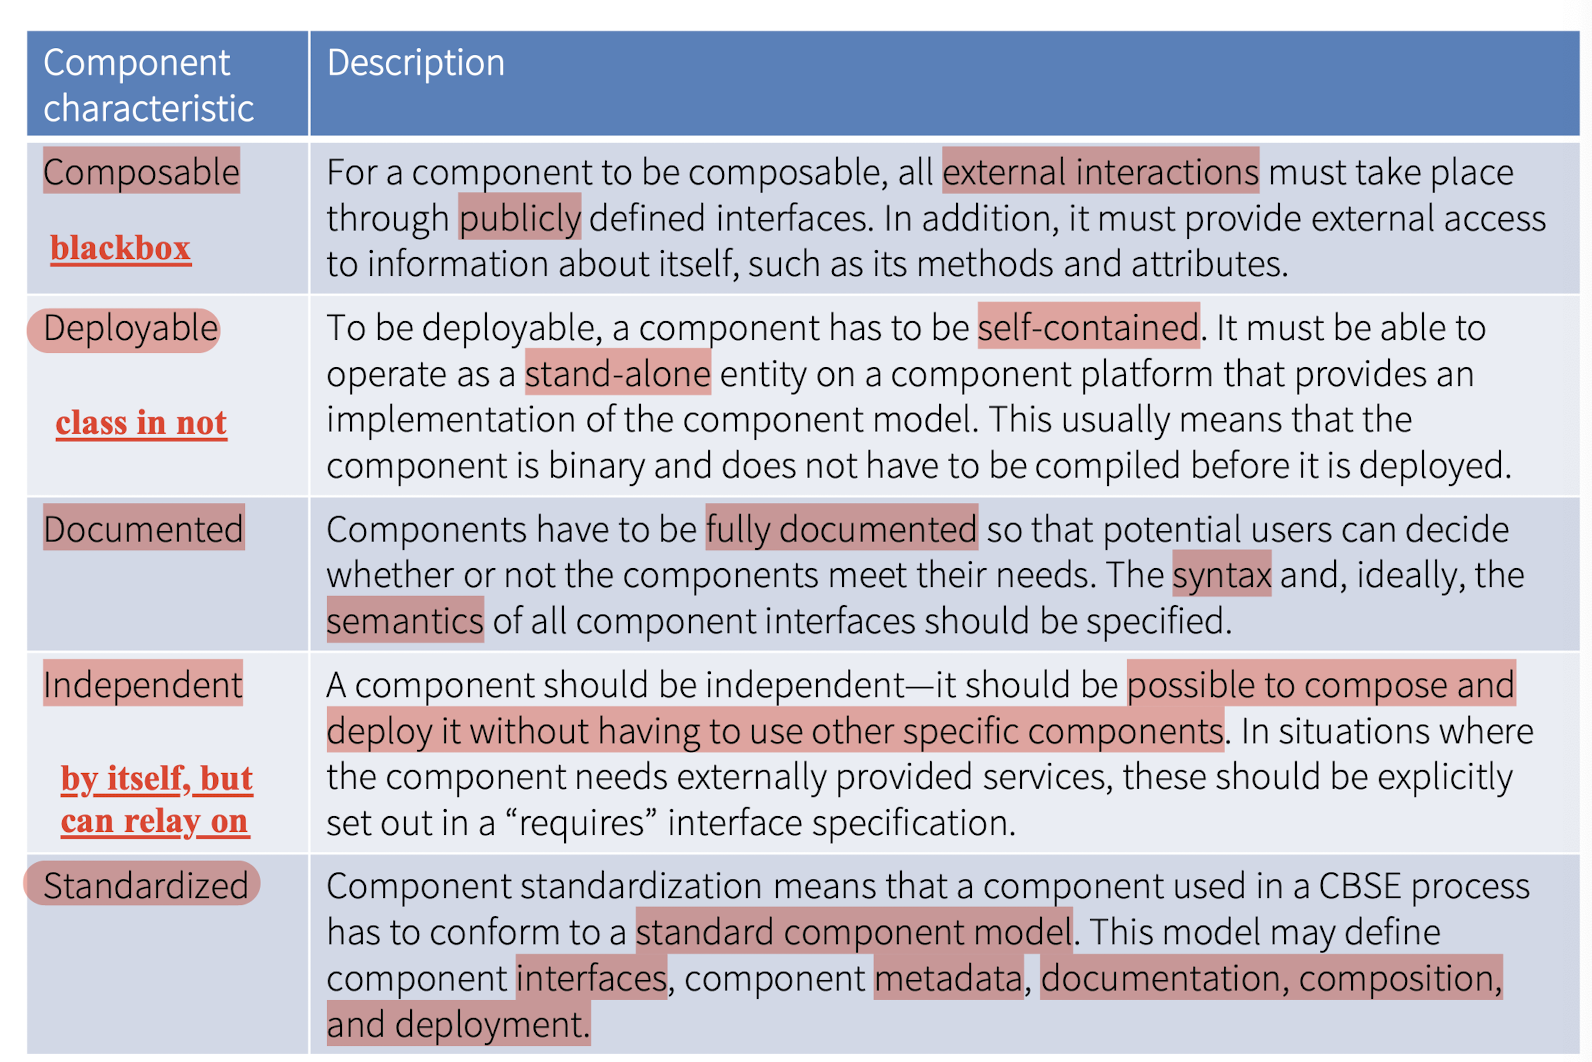 Component
characteristic
Description
Composable
blackbox
For a component to be composable, all external interactions must take place
through publicly defined interfaces. In addition, it must provide external access
to information about itself, such as its methods and attributes.
Deployable
class in not
To be deployable, a component has to be self-contained. It must be able to
operate as a stand-alone entity on a component platform that provides an
implementation of the component model. This usually means that the
component is binary and does not have to be compiled before it is deployed.
Documented
Components have to be fully documented so that potential users can decide
whether or not the components meet their needs. The syntax and, ideally, the
semantics of all component interfaces should be specified.
Independent
by itself, but
can relay on
A component should be independent—it should be possible to compose and
deploy it without having to use other specific components. In situations where
the component needs externally provided services, these should be explicitly
set out in a “requires” interface specification.
Standardized
Component standardization means that a component used in a CBSE process
has to conform to a standard component model. This model may define
component interfaces, component metadata, documentation, composition,
and deployment.